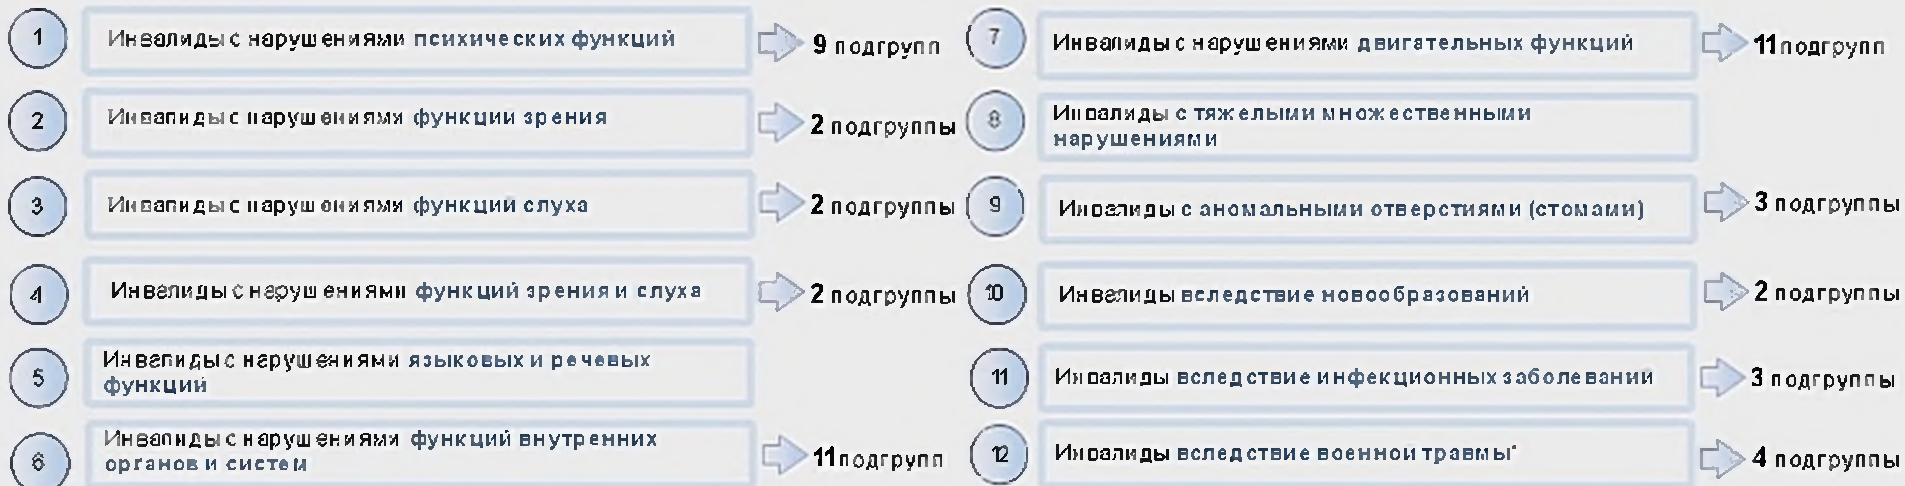 1 Инвалиды с нарушениями психических функций 9 подгрупп
2 Инвалиды с нарушениями функции зрения 2 подгруппы
3 Инвалиды с нарушениями функций слуха 2 подгруппы
4 Инвалиды с нарушениями функций зрения и слуха 2 подгруппы
5 Инвалиды с нарушениями языковых и речевых
функций
6 Инвалиды с нарушениями функций внутренних
органов и систем 11 подгрупп
7 Инвалиды с нарушениями двигательных функций 11 подгрупп
8 Инвалиды с тяжелыми множественными
нарушениями
9 Инвалиды с аномальными отверстиями (стомами) 3 подгруппы
10 Инвалиды вследствие новообразований 2 подгруппы
11 Инвалиды вследствие инфекционных заболеваний 3 подгруппы
12 Инвалиды вследствие военной травмы* 4 подгруппы